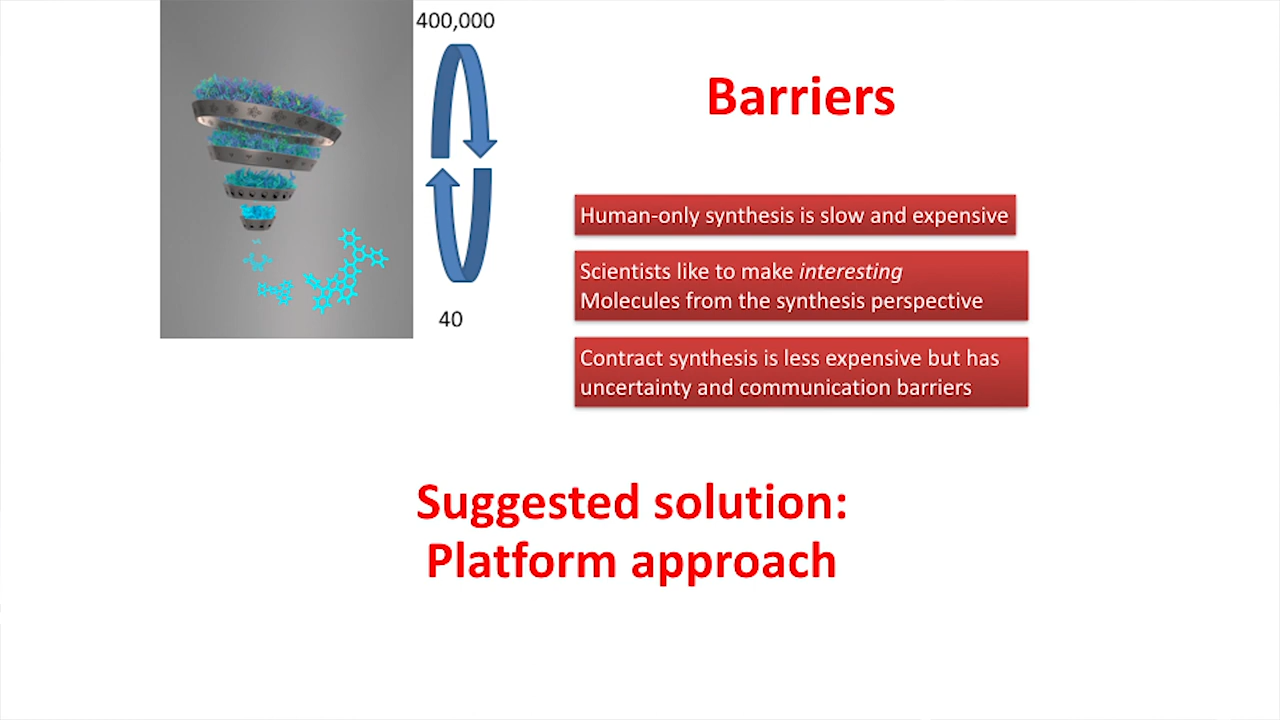 400,000
40
Barriers
Human-only synthesis is slow and expensive
Scientists like to make interesting
Molecules from the synthesis perspective
Contract synthesis is less expensive but has
uncertainty and communication barriers
Suggested solution:
Platform approach